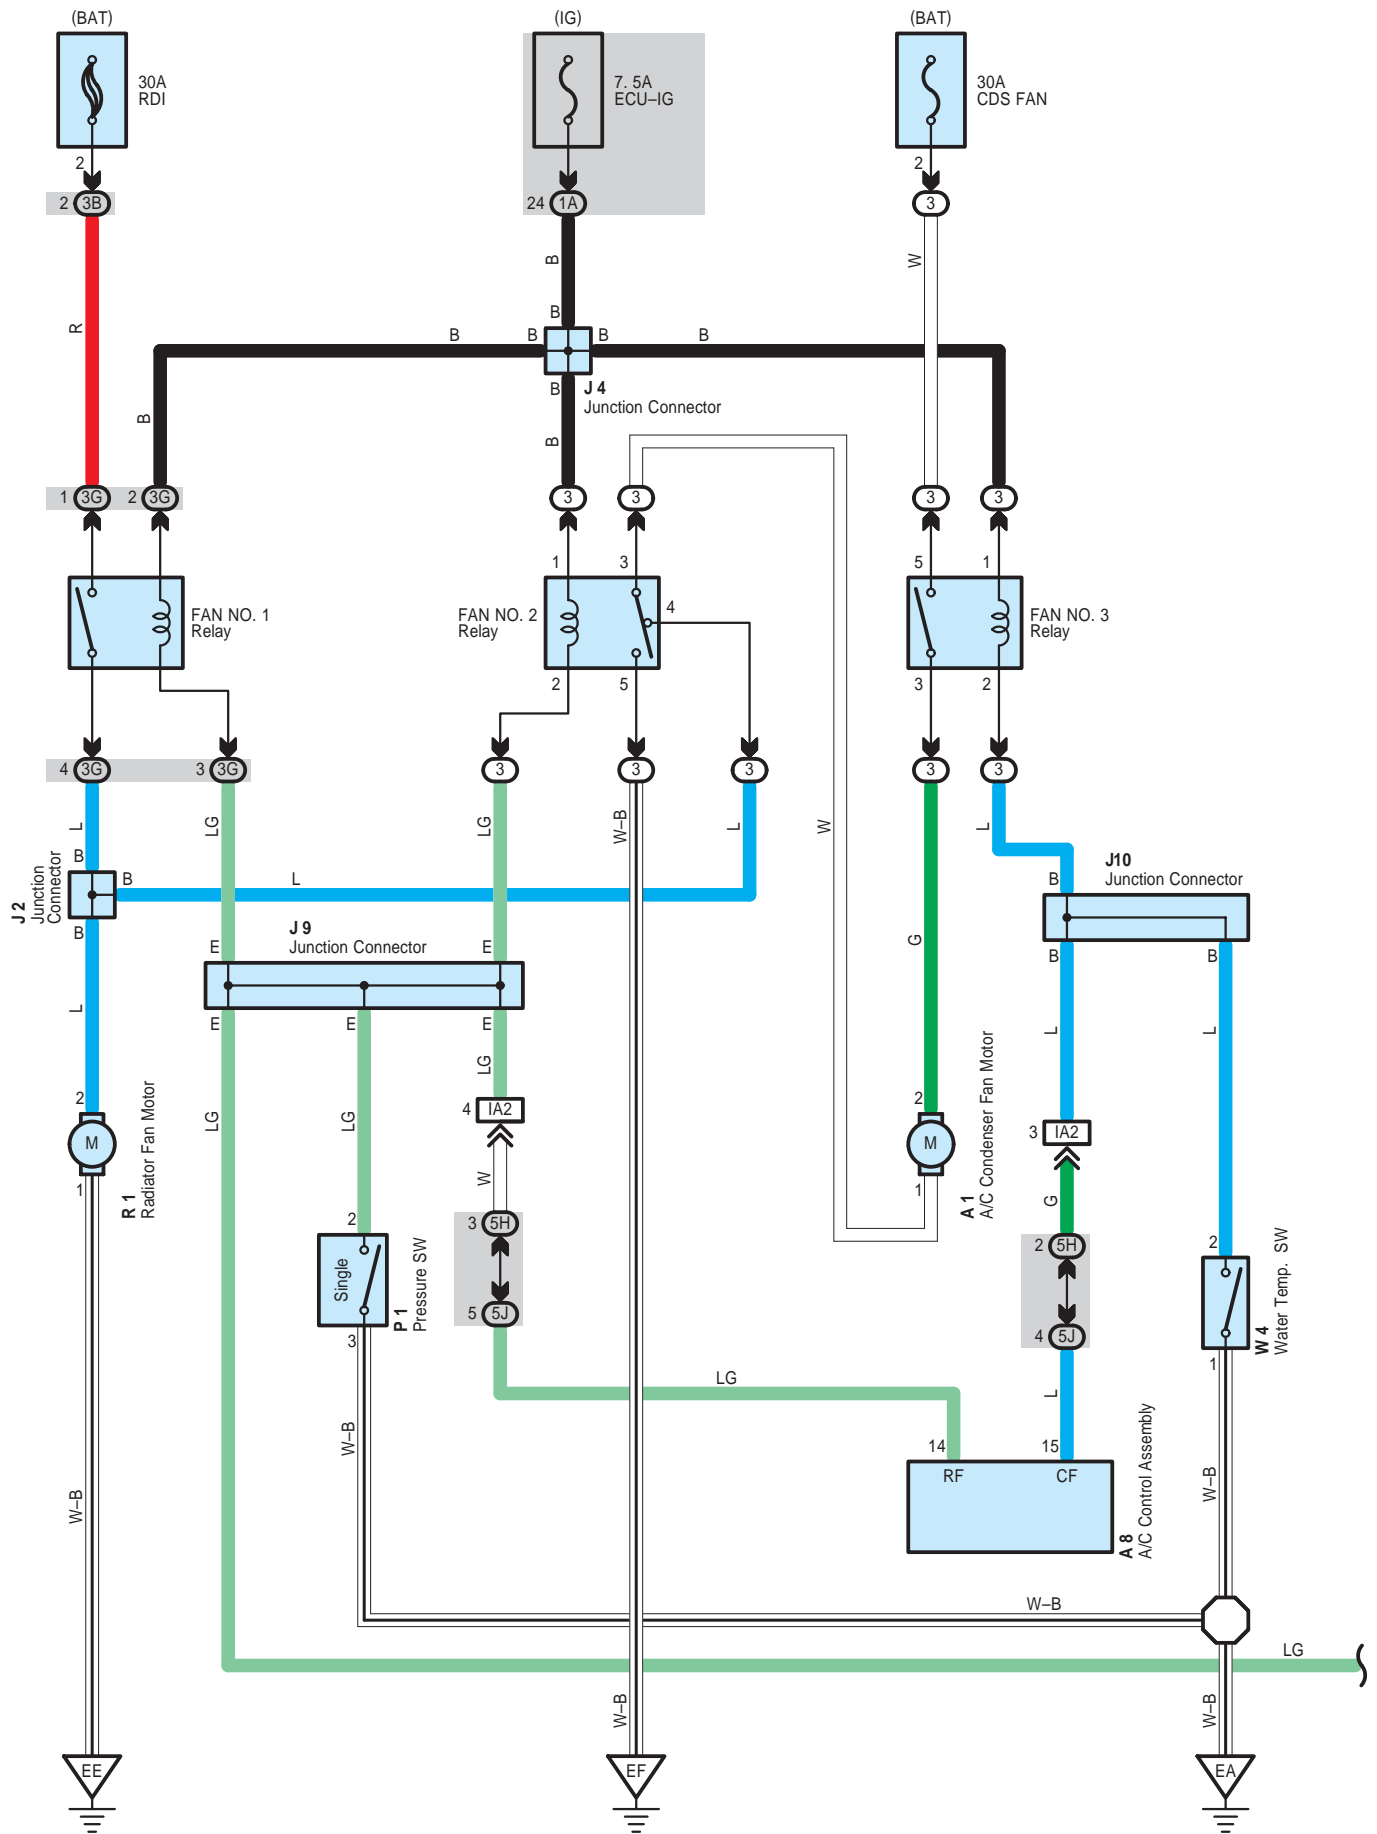 (BAT)
(IG)
(BAT)
30A
RDI
7. 5A
ECU–IG
30A
CDS FAN
2
2
2 3B
24 1A
3
R
B
W
B
B
B
B
B
B
B
B
J 4
Junction Connector
1 3G
2 3G
3
3
3
3
1
3
5
1
FAN NO. 1
Relay
FAN NO. 2
Relay
4
FAN NO. 3
Relay
2
5
3
2
4 3G
3 3G
3
3
3
3
3
L
LG
LG
W–B
L
W
L
B
J 2
Junction
Connector
B
L
B
J10
Junction Connector
B
J 9
Junction Connector
E
E
G
B
B
L
E
E
E
L
L
LG
LG
LG
2
M
1
R 1
Radiator Fan Motor
4 IA2
2
M
1
A 1
A/C Condenser Fan Motor
3 IA2
W
G
2
Single
3
P 1
Pressure SW
3 5H
5 5J
2 5H
4 5J
2
1
W 4
Water Temp. SW
LG
L
W–B
W–B
W–B
14
15
RF
CF
A 8
A/C Control Assembly
W–B
LG
W–B
W–B
EE
EF
EA